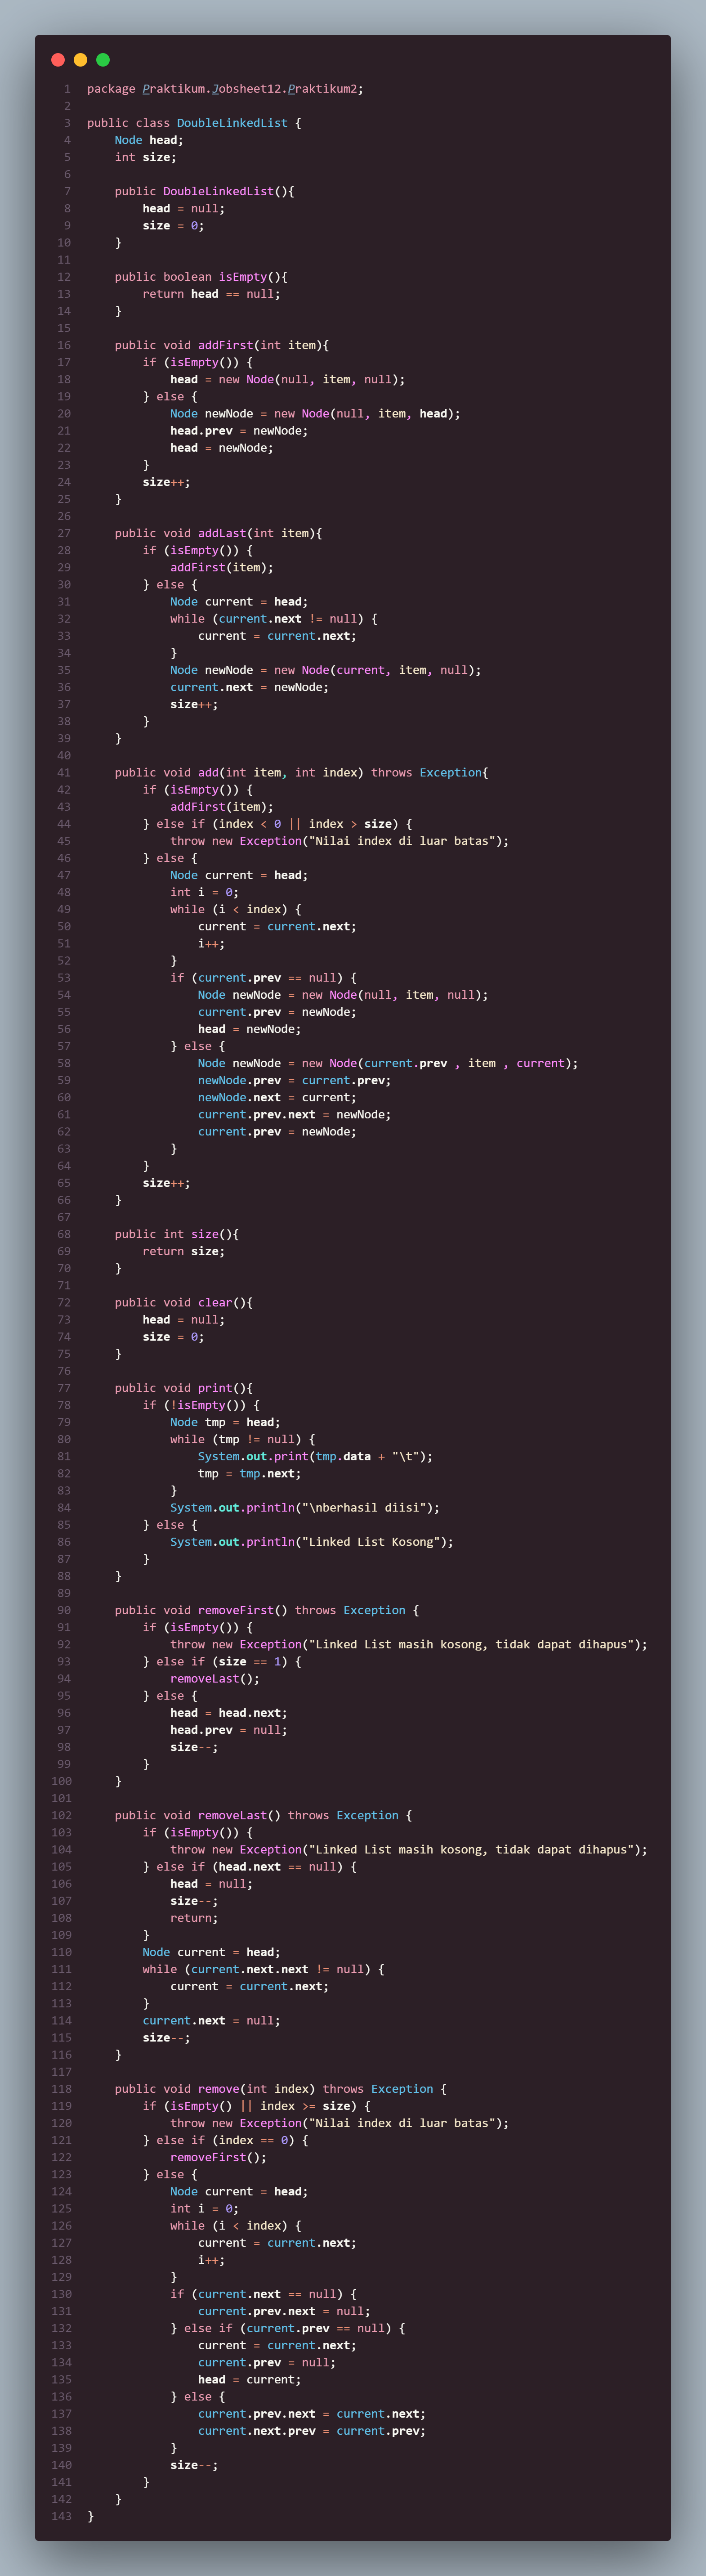 1 package Praktikum.Jobsheet12.Praktikum2;
2
3 public class DoubleLinkedList {
4     Node head;
5     int size;
6
7     public DoubleLinkedList(){
8         head = null;
9         size = 0;
10     }
11
12     public boolean isEmpty(){
13         return head == null;
14     }
15
16     public void addFirst(int item){
17         if (isEmpty()) {
18             head = new Node(null, item, null);
19         } else {
20             Node newNode = new Node(null, item, head);
21             head.prev = newNode;
22             head = newNode;
23         }
24         size++;
25     }
26
27     public void addLast(int item){
28         if (isEmpty()) {
29             addFirst(item);
30         } else {
31             Node current = head;
32             while (current.next != null) {
33                 current = current.next;
34             }
35             Node newNode = new Node(current, item, null);
36             current.next = newNode;
37             size++;
38         }
39     }
40
41     public void add(int item, int index) throws Exception{
42         if (isEmpty()) {
43             addFirst(item);
44         } else if (index < 0 || index > size) {
45             throw new Exception("Nilai index di luar batas");
46         } else {
47             Node current = head;
48             int i = 0;
49             while (i < index) {
50                 current = current.next;
51                 i++;
52             }
53             if (current.prev == null) {
54                 Node newNode = new Node(null, item, null);
55                 current.prev = newNode;
56                 head = newNode;
57             } else {
58                 Node newNode = new Node(current.prev , item , current);
59                 newNode.prev = current.prev;
60                 newNode.next = current;
61                 current.prev.next = newNode;
62                 current.prev = newNode;
63             }
64         }
65         size++;
66     }
67
68     public int size(){
69         return size;
70     }
71
72     public void clear(){
73         head = null;
74         size = 0;
75     }
76
77     public void print(){
78         if (!isEmpty()) {
79             Node tmp = head;
80             while (tmp != null) {
81                 System.out.print(tmp.data + "\t");
82                 tmp = tmp.next;
83             }
84             System.out.println("\nberhasil diisi");
85         } else {
86             System.out.println("Linked List Kosong");
87         }
88     }
89
90     public void removeFirst() throws Exception {
91         if (isEmpty()) {
92             throw new Exception("Linked List masih kosong, tidak dapat dihapus");
93         } else if (size == 1) {
94             removeLast();
95         } else {
96             head = head.next;
97             head.prev = null;
98             size--;
99         }
100     }
101
102     public void removeLast() throws Exception {
103         if (isEmpty()) {
104             throw new Exception("Linked List masih kosong, tidak dapat dihapus");
105         } else if (head.next == null) {
106             head = null;
107             size--;
108             return;
109         }
110         Node current = head;
111         while (current.next.next != null) {
112             current = current.next;
113         }
114         current.next = null;
115         size--;
116     }
117
118     public void remove(int index) throws Exception {
119         if (isEmpty() || index >= size) {
120             throw new Exception("Nilai index di luar batas");
121         } else if (index == 0) {
122             removeFirst();
123         } else {
124             Node current = head;
125             int i = 0;
126             while (i < index) {
127                 current = current.next;
128                 i++;
129             }
130             if (current.next == null) {
131                 current.prev.next = null;
132             } else if (current.prev == null) {
133                 current = current.next;
134                 current.prev = null;
135                 head = current;
136             } else {
137                 current.prev.next = current.next;
138                 current.next.prev = current.prev;
139             }
140             size--;
141         }
142     }
143 }